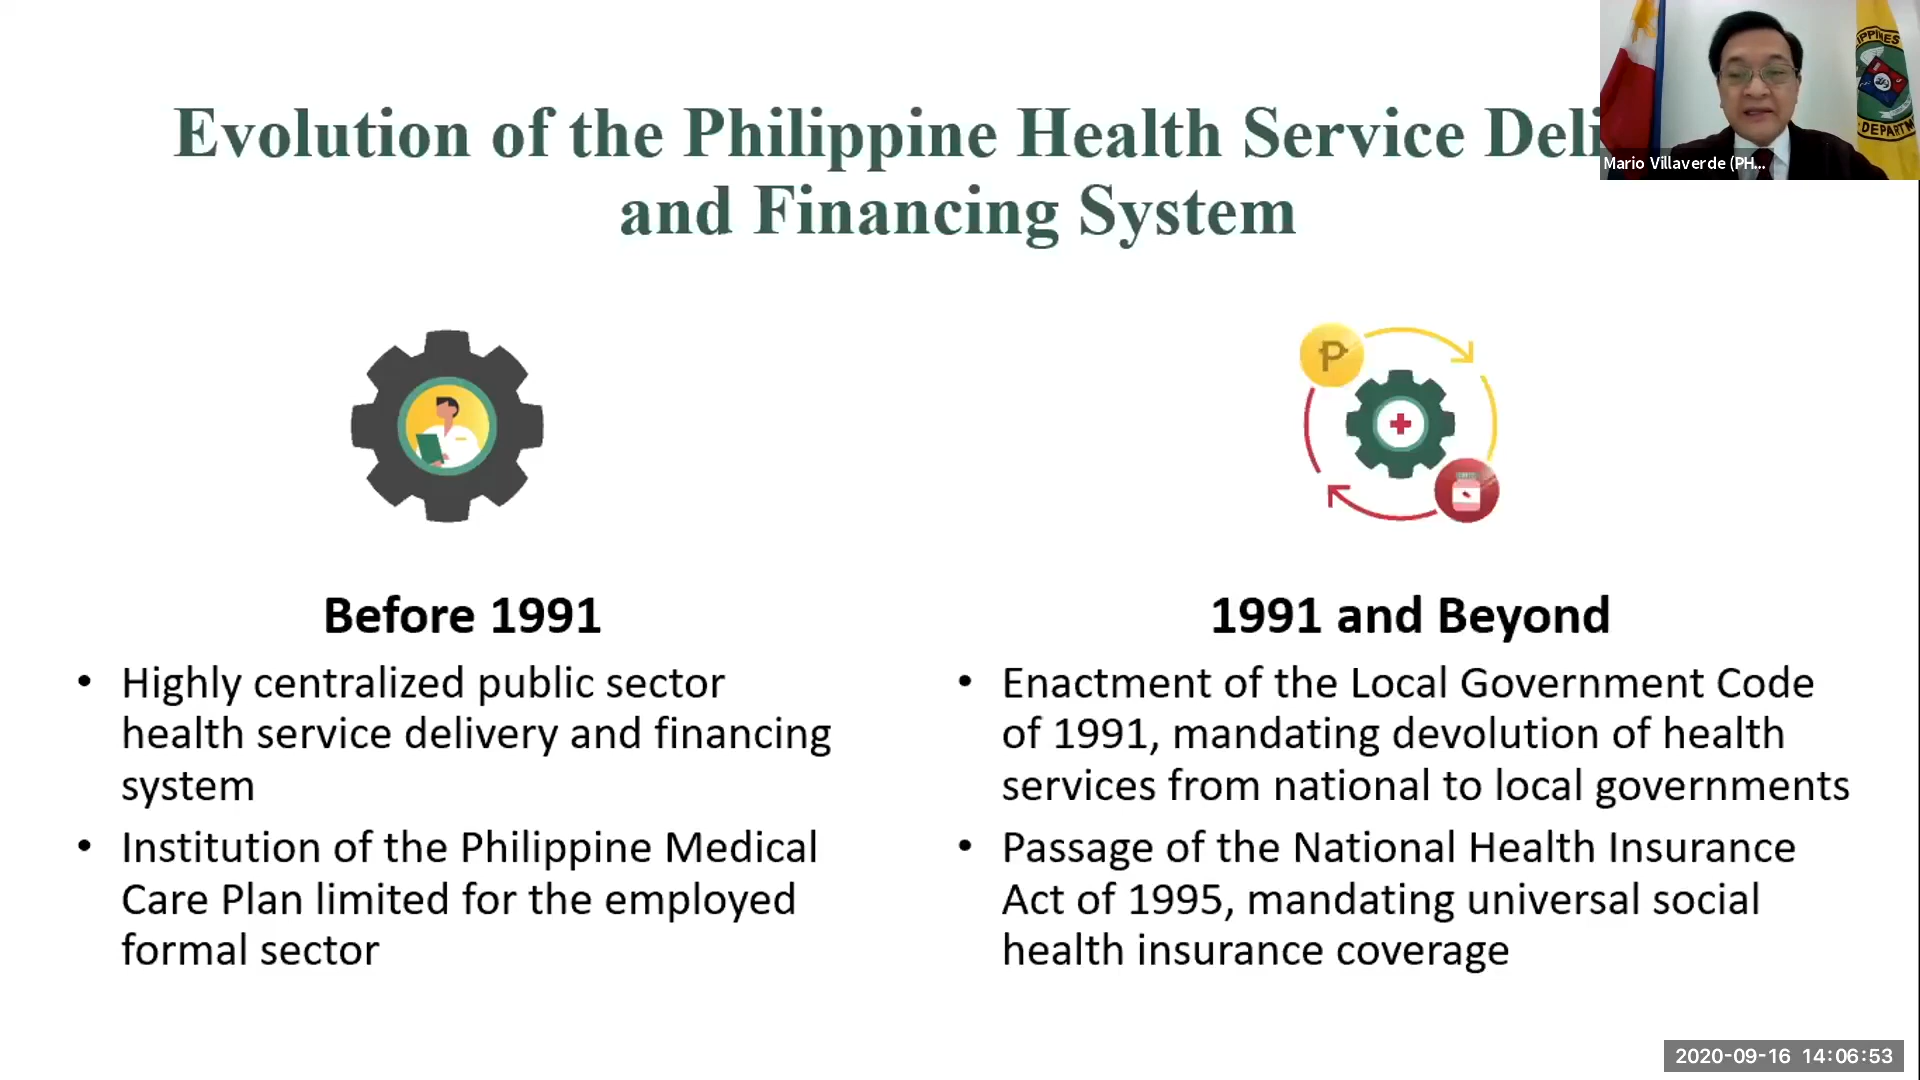 Evolution of the Philippine Health Service Deli
and Financing System
PPINES
DEPARTM
Mario Villaverde (PH...
₱
Before 1991
• Highly centralized public sector
health service delivery and financing
system
• Institution of the Philippine Medical
Care Plan limited for the employed
formal sector
1991 and Beyond
• Enactment of the Local Government Code
of 1991, mandating devolution of health
services from national to local governments
• Passage of the National Health Insurance
Act of 1995, mandating universal social
health insurance coverage
2020-09-16 14:06:53